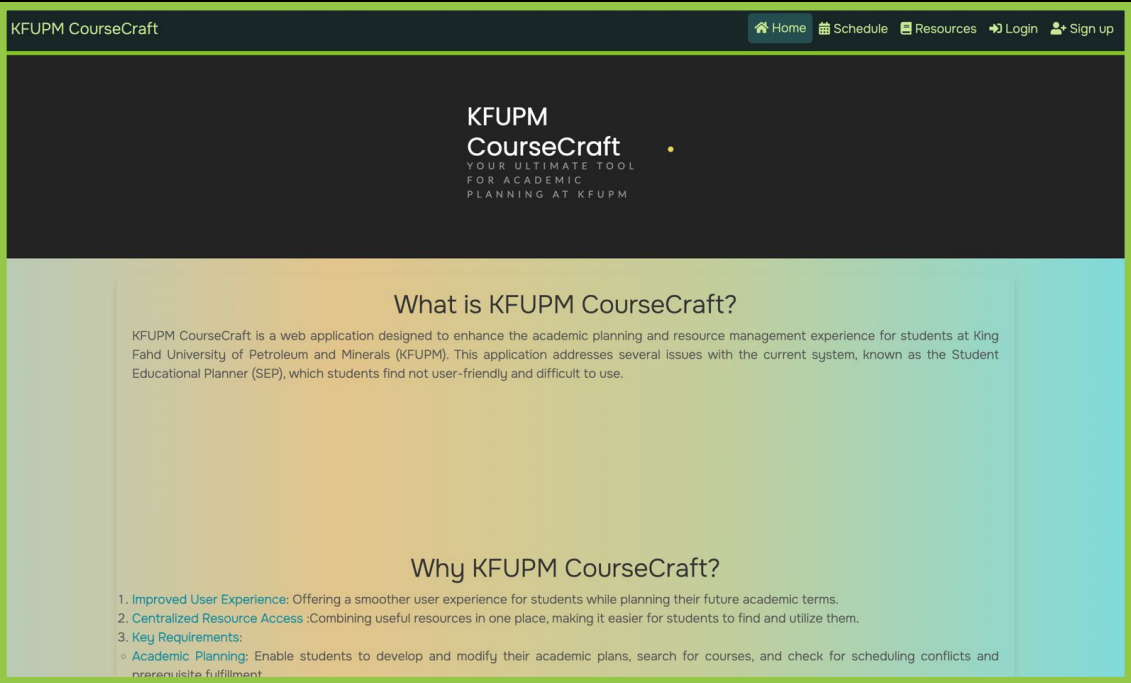 KFUPM CourseCraft
Home Schedule Resources Login Sign up
KFUPM
CourseCraft
YOUR ULTIMATE TOOL
FOR ACADEMIC
PLANNING AT KFUPM
What is KFUPM CourseCraft?
KFUPM CourseCraft is a web application designed to enhance the academic planning and resource management experience for students at King
Fahd University of Petroleum and Minerals (KFUPM). This application addresses several issues with the current system, known as the Student
Educational Planner (SEP), which students find not user-friendly and difficult to use.
Why KFUPM CourseCraft?
1. Improved User Experience: Offering a smoother user experience for students while planning their future academic terms.
2. Centralized Resource Access :Combining useful resources in one place, making it easier for students to find and utilize them.
3. Key Requirements:
◦ Academic Planning: Enable students to develop and modify their academic plans, search for courses, and check for scheduling conflicts and
prerequisite fulfillment